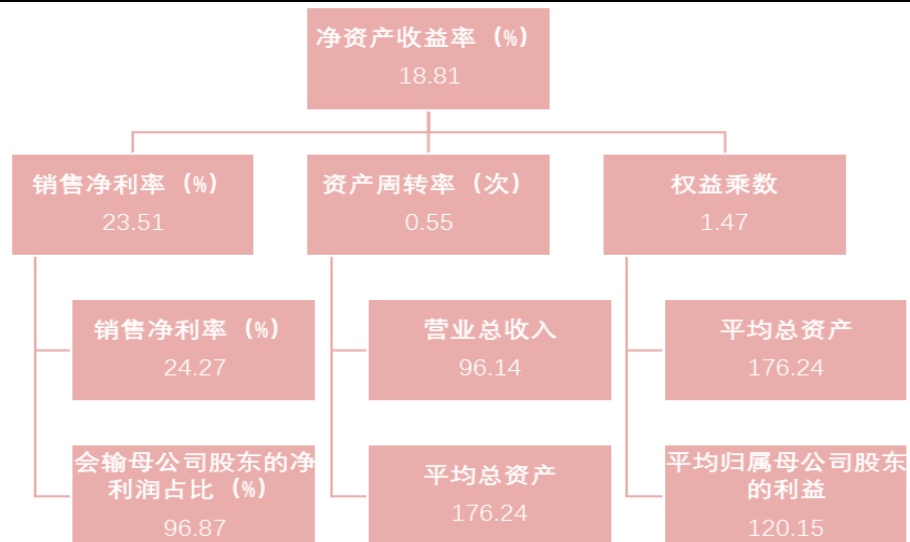 净资产收益率（%）
18.81
销售净利率（%）
23.51
资产周转率（次）
0.55
权益乘数
1.47
销售净利率（%）
24.27
营业总收入
96.14
平均总资产
176.24
会输母公司股东的净
利润占比（%）
96.87
平均总资产
176.24
平均归属母公司股东
的利益
120.15